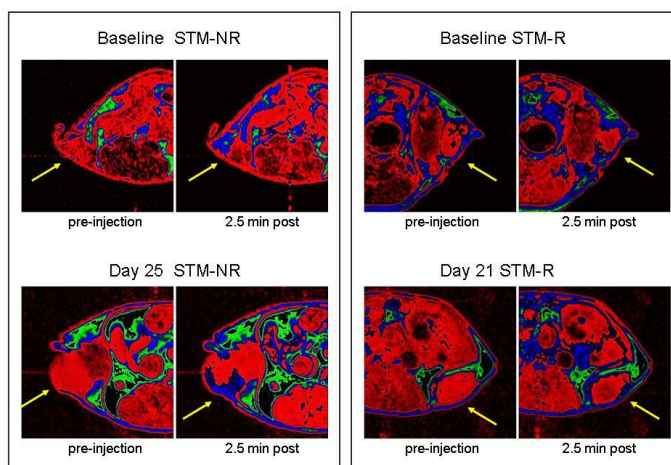 Baseline STM-NR
pre-injection
2.5 min post
Day 25 STM-NR
pre-injection
2.5 min post
Baseline STM-R
pre-injection
2.5 min post
Day 21 STM-R
pre-injection
2.5 min post